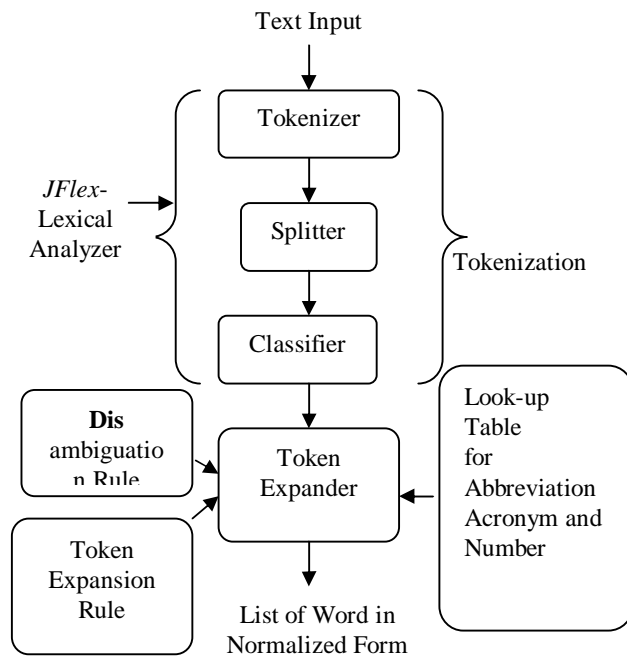 Text Input
Tokenizer
JFlex-
Lexical
Analyzer
Splitter
Tokenization
Classifier
Dis
ambiguatio
n Rule
Token
Expander
Look-up
Table
for
Abbreviation
Acronym and
Number
Token
Expansion
Rule
List of Word in
Normalized Form